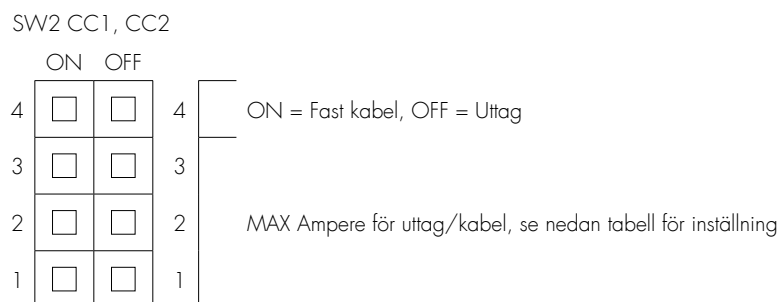 SW2 CC1, CC2
ON OFF
4 4 ON = Fast kabel, OFF = Uttag
3 3
2 2 MAX Ampere för uttag/kabel, se nedan tabell för inställning
1 1